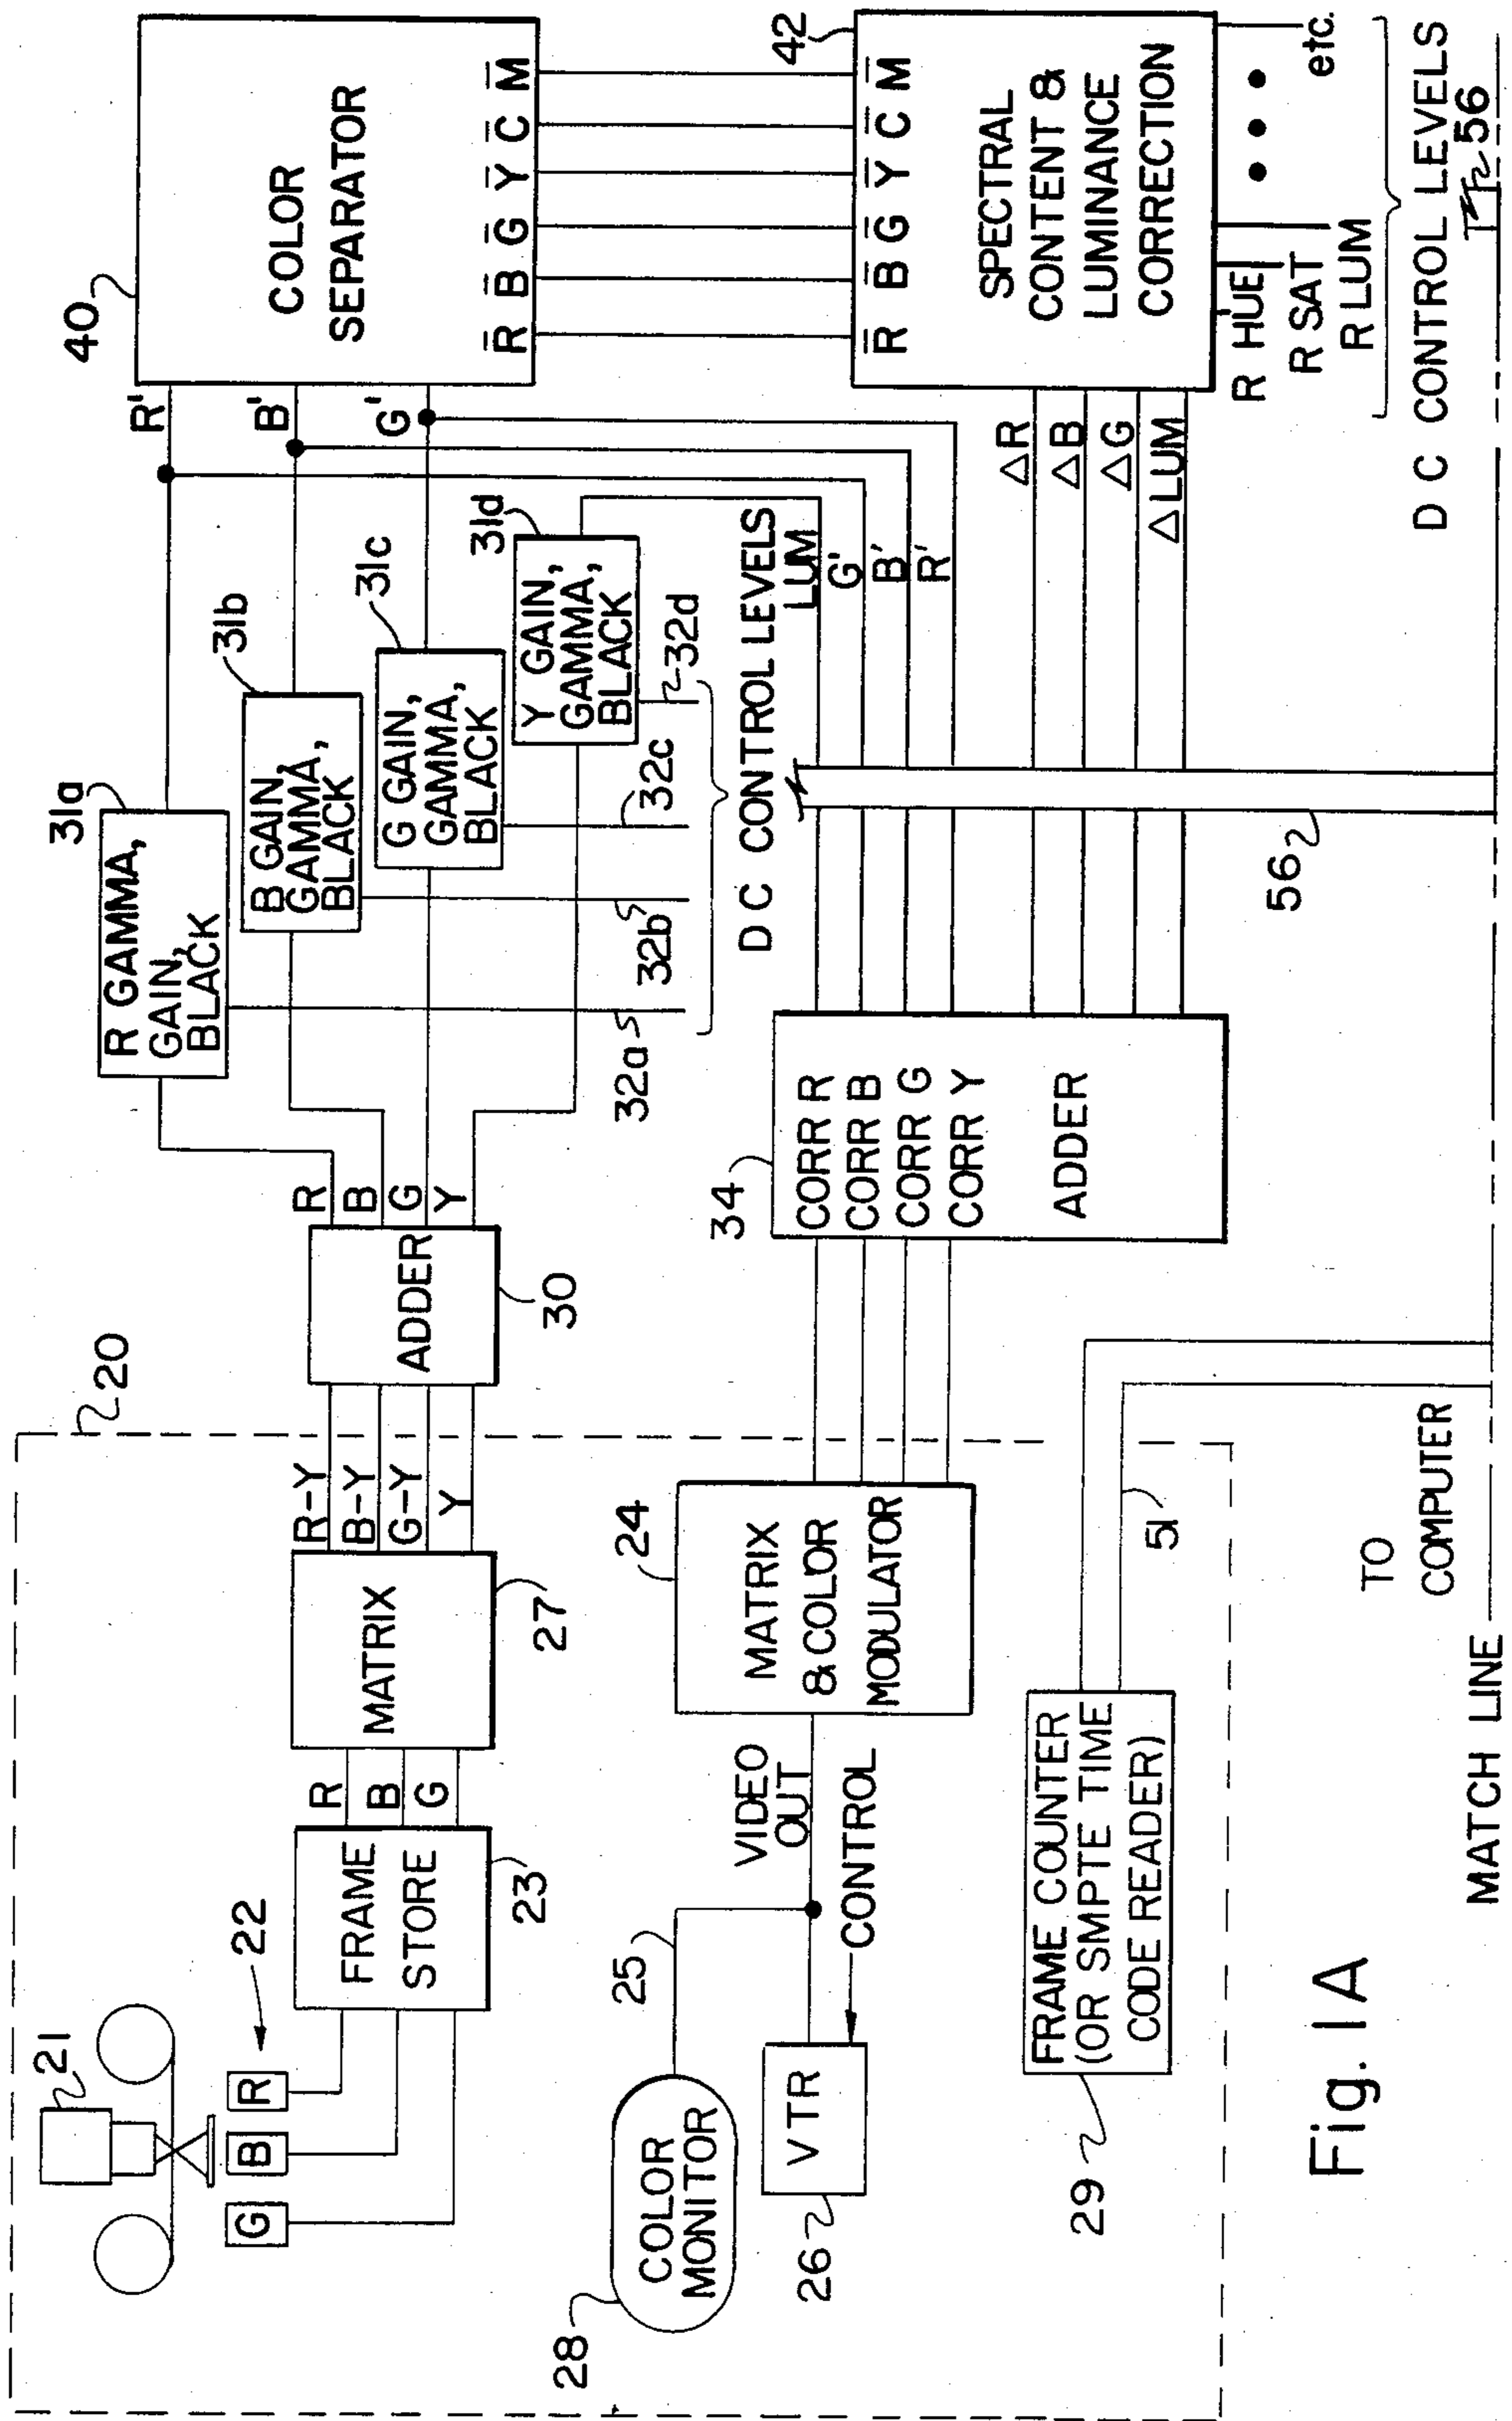 21
22
R
B
G
FRAME
STORE
23
R
B
G
MATRIX
27
R-Y
B-Y
G-Y
Y
20
ADDER
30
R
B
G
Y
R GAMMA,
GAIN,
BLACK
31a
B GAIN,
GAMMA,
BLACK
31b
G GAIN,
GAMMA,
BLACK
31c
Y GAIN,
GAMMA,
BLACK
31d
32a
32b
32c
32d
DC CONTROL LEVELS
R'
B'
G'
40
COLOR
SEPARATOR
R̅ B̅ G̅ Y̅ C̅ M̅
42
R̅ B̅ G̅ Y̅ C̅ M̅
SPECTRAL
CONTENT &
LUMINANCE
CORRECTION
R HUE
R SAT
R LUM
etc.
DC CONTROL LEVELS
56
LUM
G'
B'
R'
△R
△B
△G
△LUM
56
34
CORR R
CORR B
CORR G
CORR Y
ADDER
24
MATRIX
& COLOR
MODULATOR
VIDEO
OUT
CONTROL
25
COLOR
MONITOR
28
VTR
26
FRAME COUNTER
(OR SMPTE TIME
CODE READER)
29
51
TO
COMPUTER
MATCH LINE
Fig. 1A